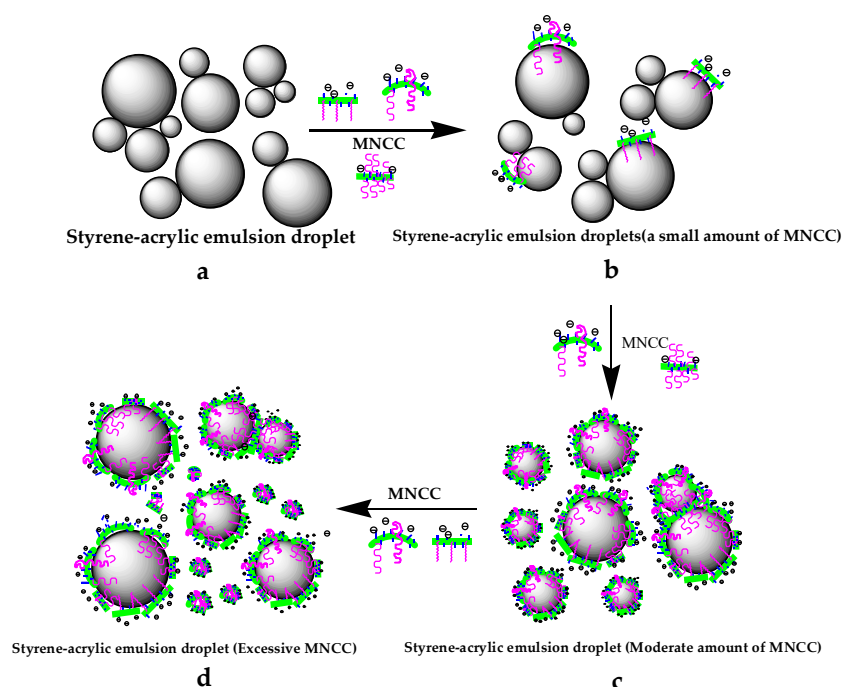 MNCC
Styrene-acrylic emulsion droplet
a
Styrene-acrylic emulsion droplets(a small amount of MNCC)
b
MNCC
MNCC
Styrene-acrylic emulsion droplet (Excessive MNCC)
d
Styrene-acrylic emulsion droplet (Moderate amount of MNCC)
c